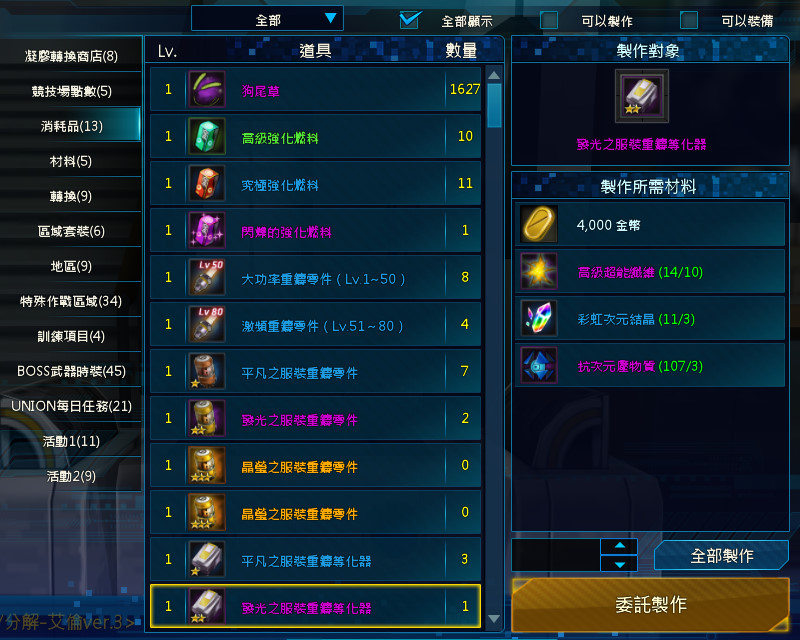 全部
全部顯示
可以製作
可以裝備
凝膠轉換商店(8)
競技場點數(5)
消耗品(13)
材料(5)
轉換(9)
區域套裝(6)
地區(9)
特殊作戰區域(34)
訓練項目(4)
BOSS武器時裝(45)
UNION每日任務(21)
活動1(11)
活動2(9)
/分解-艾倫ver.3>
Lv. 道具 數量
1 狗尾草 1627
1 高級強化燃料 10
1 究極強化燃料 11
1 閃爍的強化燃料 1
1 Lv 50 大功率重鑄零件（Lv.1~50） 8
1 Lv 80 激頻重鑄零件（Lv.51~80） 4
1 平凡之服裝重鑄零件 7
1 發光之服裝重鑄零件 2
1 晶瑩之服裝重鑄零件 0
1 晶瑩之服裝重鑄零件 0
1 平凡之服裝重鑄等化器 3
1 發光之服裝重鑄等化器 1
製作對象
發光之服裝重鑄等化器
製作所需材料
4,000 金幣
高級超能纖維 (14/10)
彩虹次元結晶 (11/3)
抗次元塵物質 (107/3)
全部製作
委託製作